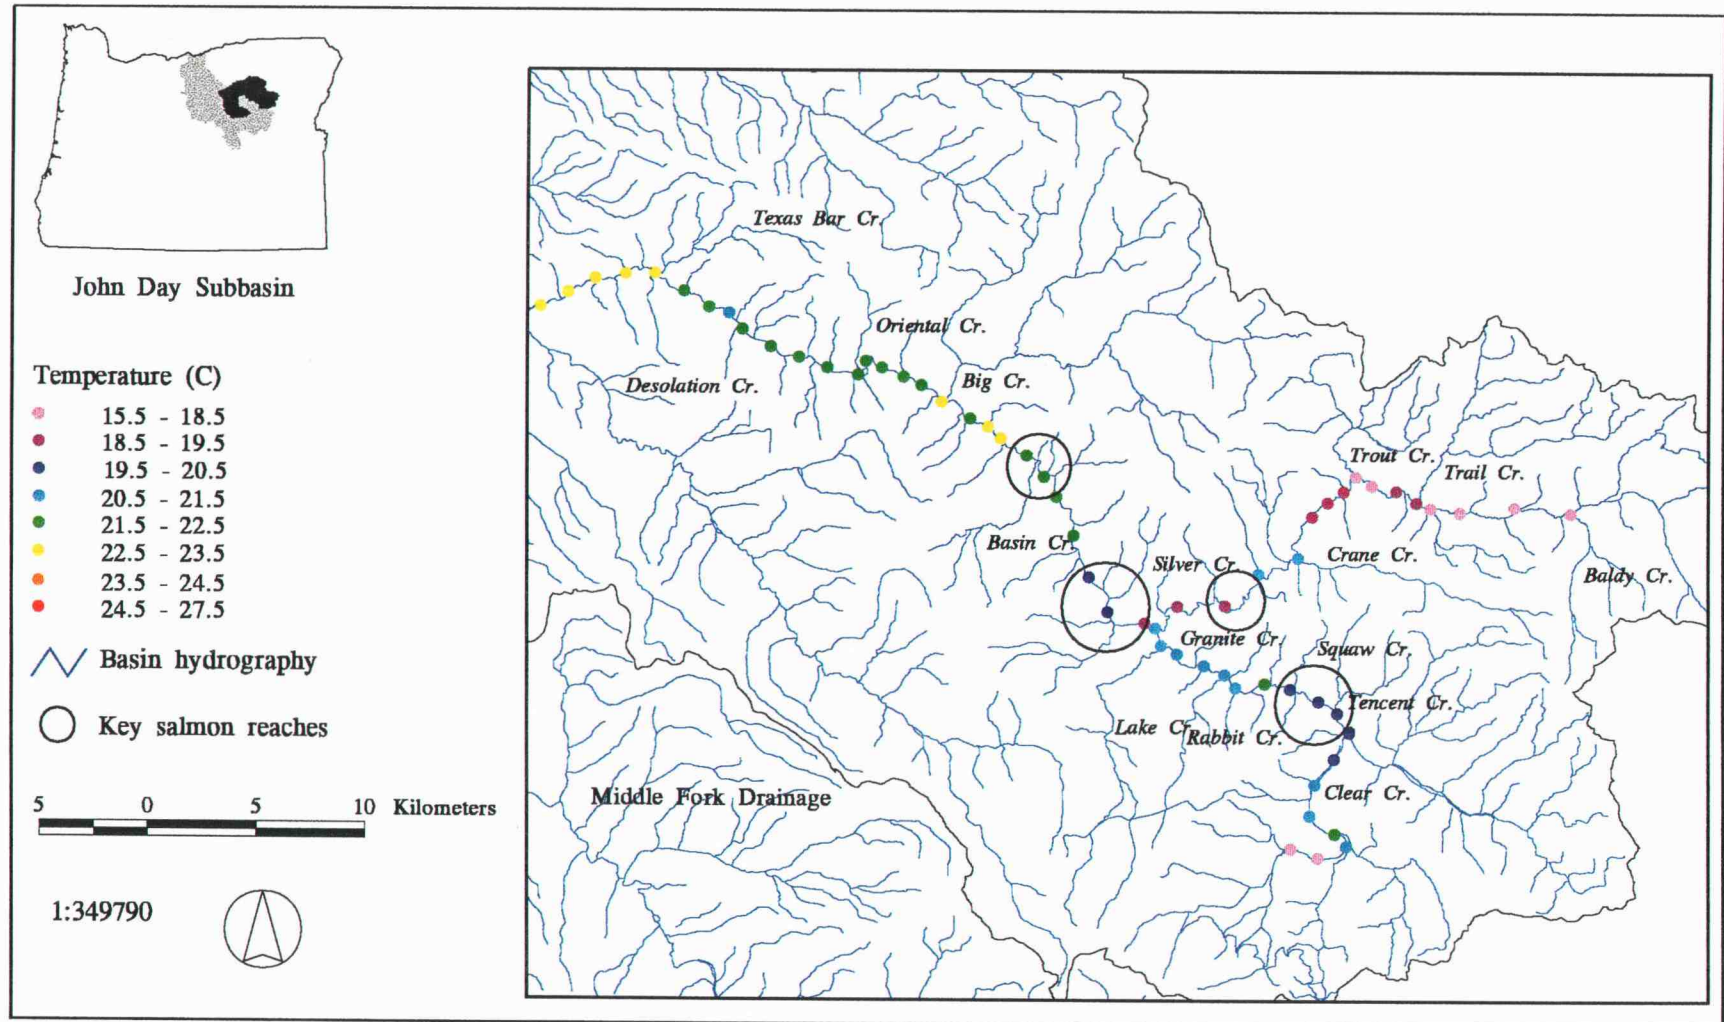 John Day Subbasin
Temperature (C)
15.5 - 18.5
18.5 - 19.5
19.5 - 20.5
20.5 - 21.5
21.5 - 22.5
22.5 - 23.5
23.5 - 24.5
24.5 - 27.5
Basin hydrography
Key salmon reaches
5 0 5 10 Kilometers
1:349790
Texas Bar Cr.
Oriental Cr.
Desolation Cr.
Big Cr.
Trout Cr.
Trail Cr.
Basin Cr.
Silver Cr.
Crane Cr.
Baldy Cr.
Granite Cr.
Squaw Cr.
Tencent Cr.
Lake Cr.
Rabbit Cr.
Clear Cr.
Middle Fork Drainage